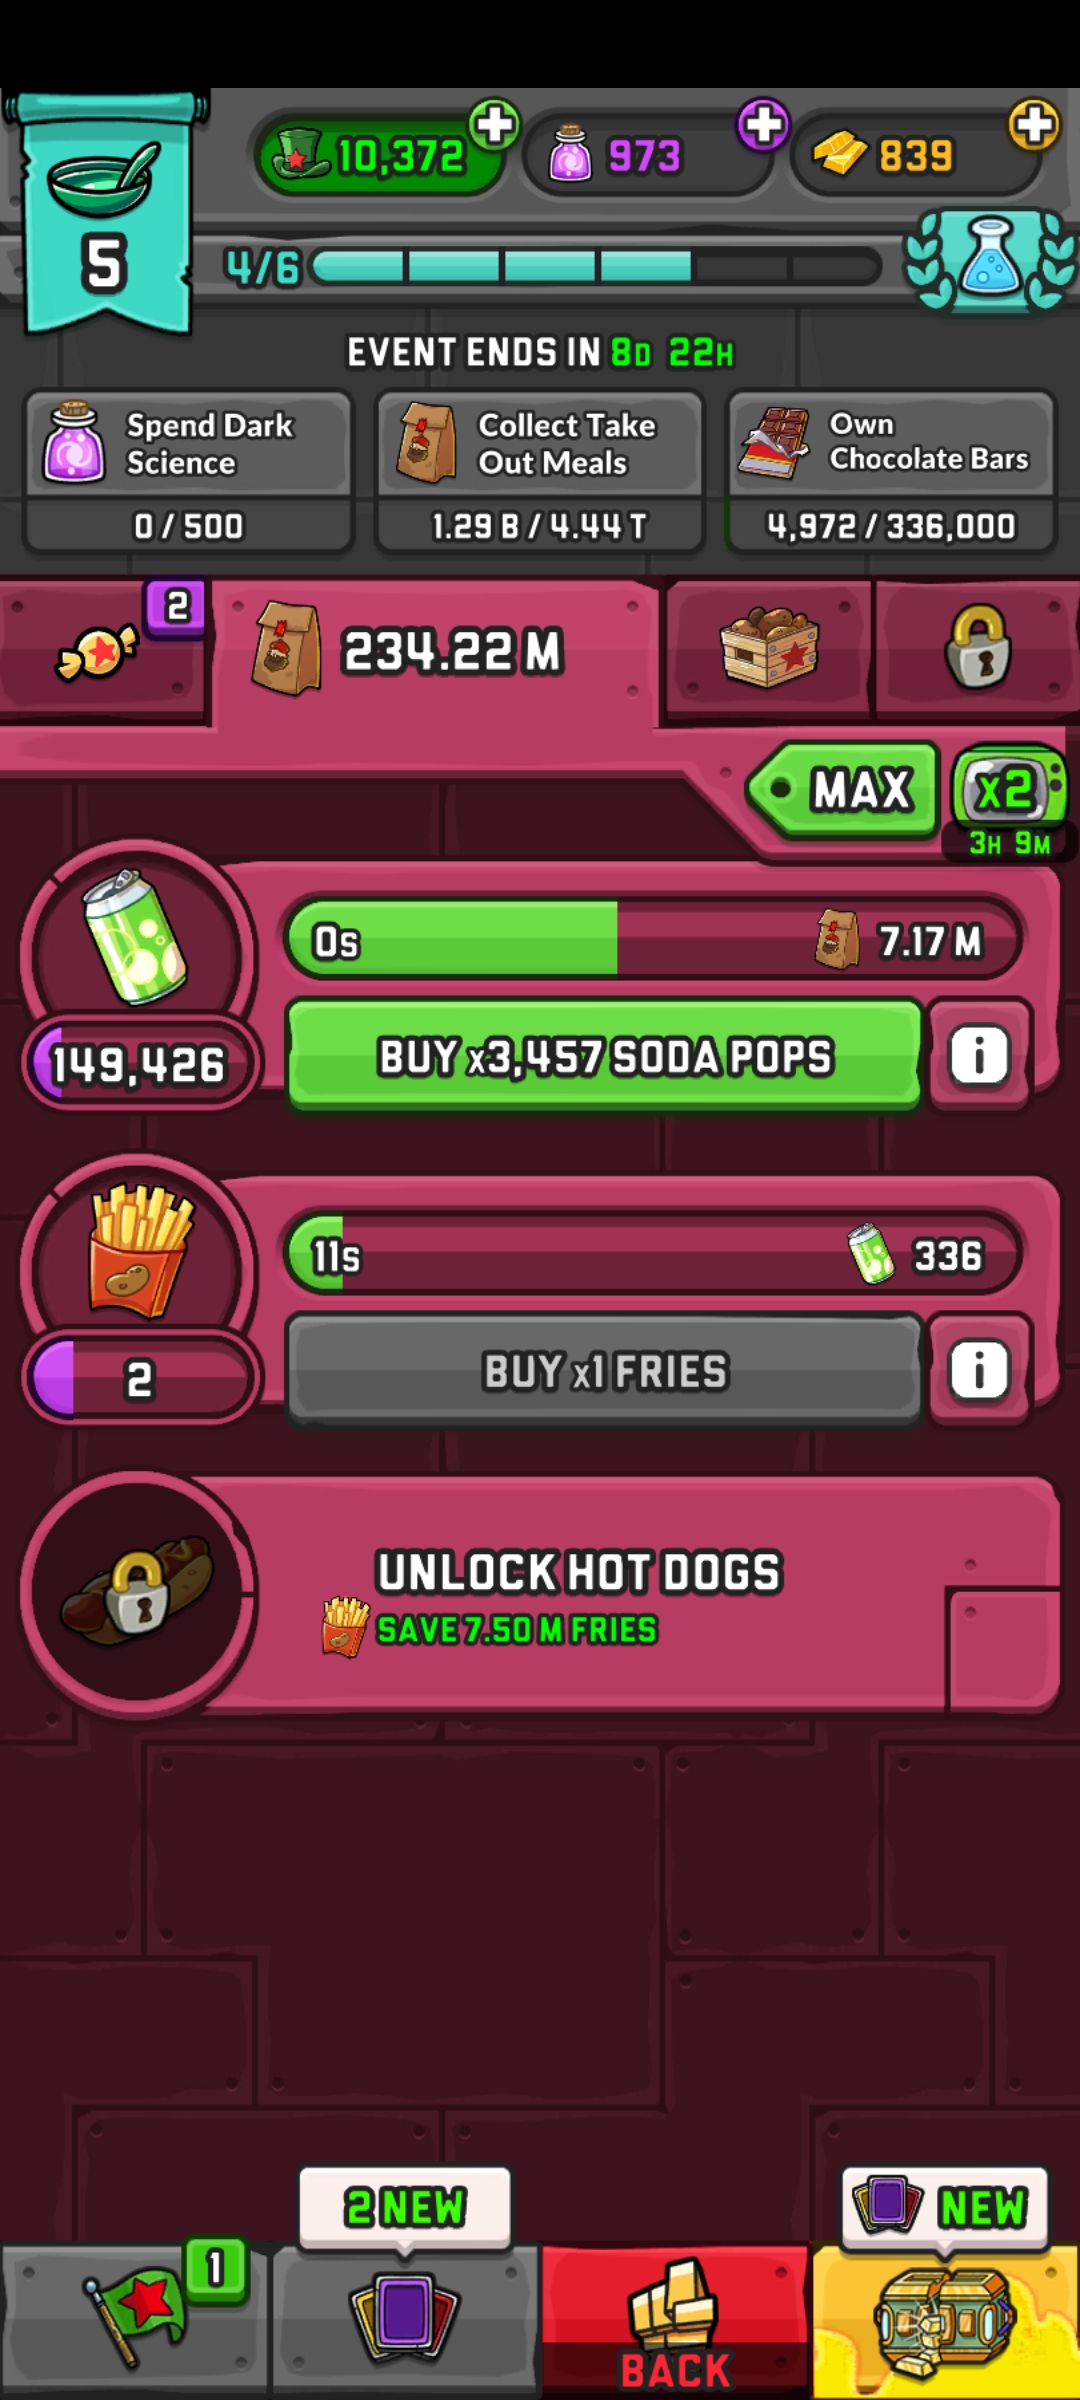 10,372
973
839
5
4/6
EVENT ENDS IN 8D 22H
Spend Dark
Science
0 / 500
Collect Take
Out Meals
1.29 B / 4.44 T
Own
Chocolate Bars
4,972 / 336,000
2
234.22 M
MAX
x2
3H 9M
0s
7.17 M
149,426
BUY x3,457 SODA POPS
i
11s
336
2
BUY x1 FRIES
i
UNLOCK HOT DOGS
SAVE 7.50 M FRIES
2 NEW
NEW
1
BACK